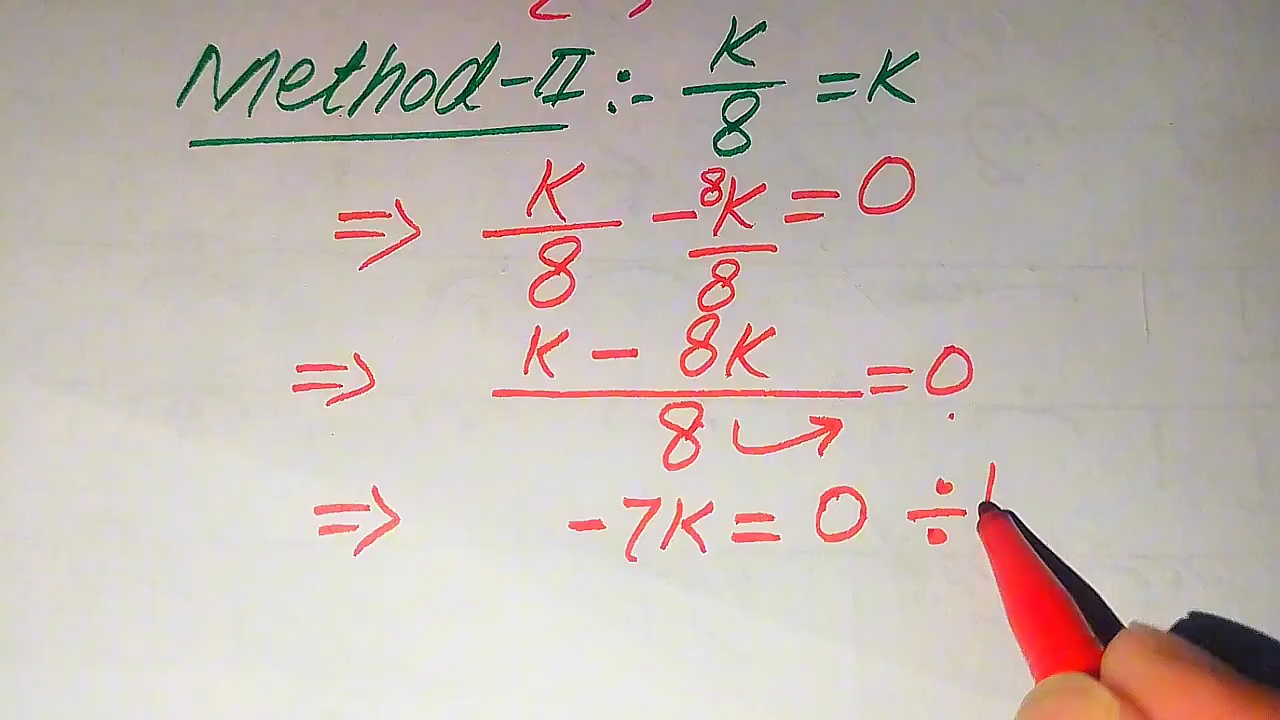 Method-II :- K/8 = K
=> K/8 - 8K/8 = 0
=> K - 8K/8 = 0
=> -7K = 0 ÷